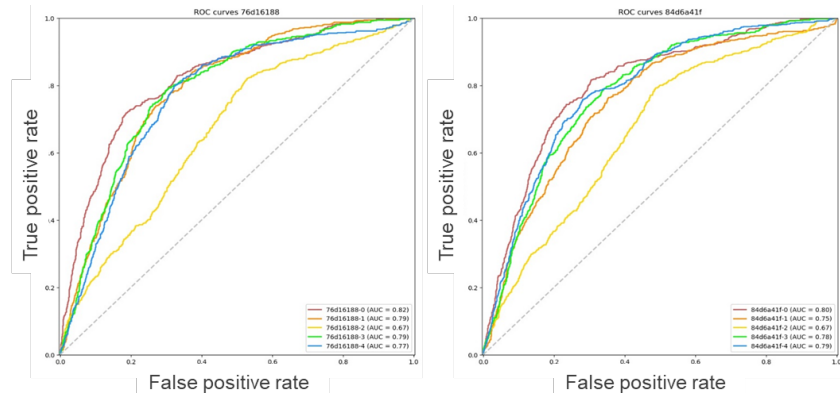 ROC curves 76d16188
True positive rate
1.0
.8
.6
.4
0.2
0.0
0.0 0.2 0.4 0.6 0.8 1.0
76d16188-0 (AUC = 0.82)
76d16188-1 (AUC = 0.79)
76d16188-2 (AUC = 0.67)
76d16188-3 (AUC = 0.79)
76d16188-4 (AUC = 0.77)
False positive rate
ROC curves 84d6a41f
True positive rate
1.0
.8
.6
.4
0.2
0.0
0.0 0.2 0.4 0.6 0.8 1.0
84d6a41f-0 (AUC = 0.80)
84d6a41f-1 (AUC = 0.75)
84d6a41f-2 (AUC = 0.67)
84d6a41f-3 (AUC = 0.78)
84d6a41f-4 (AUC = 0.79)
False positive rate